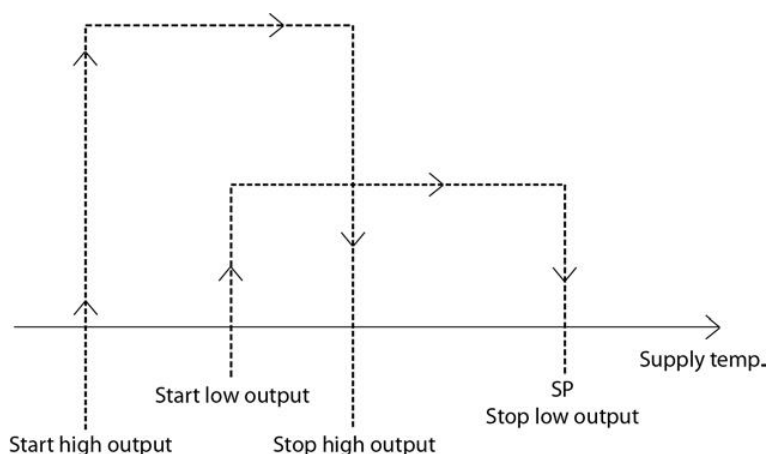 Supply temp.
Start low output
SP
Stop low output
Start high output
Stop high output